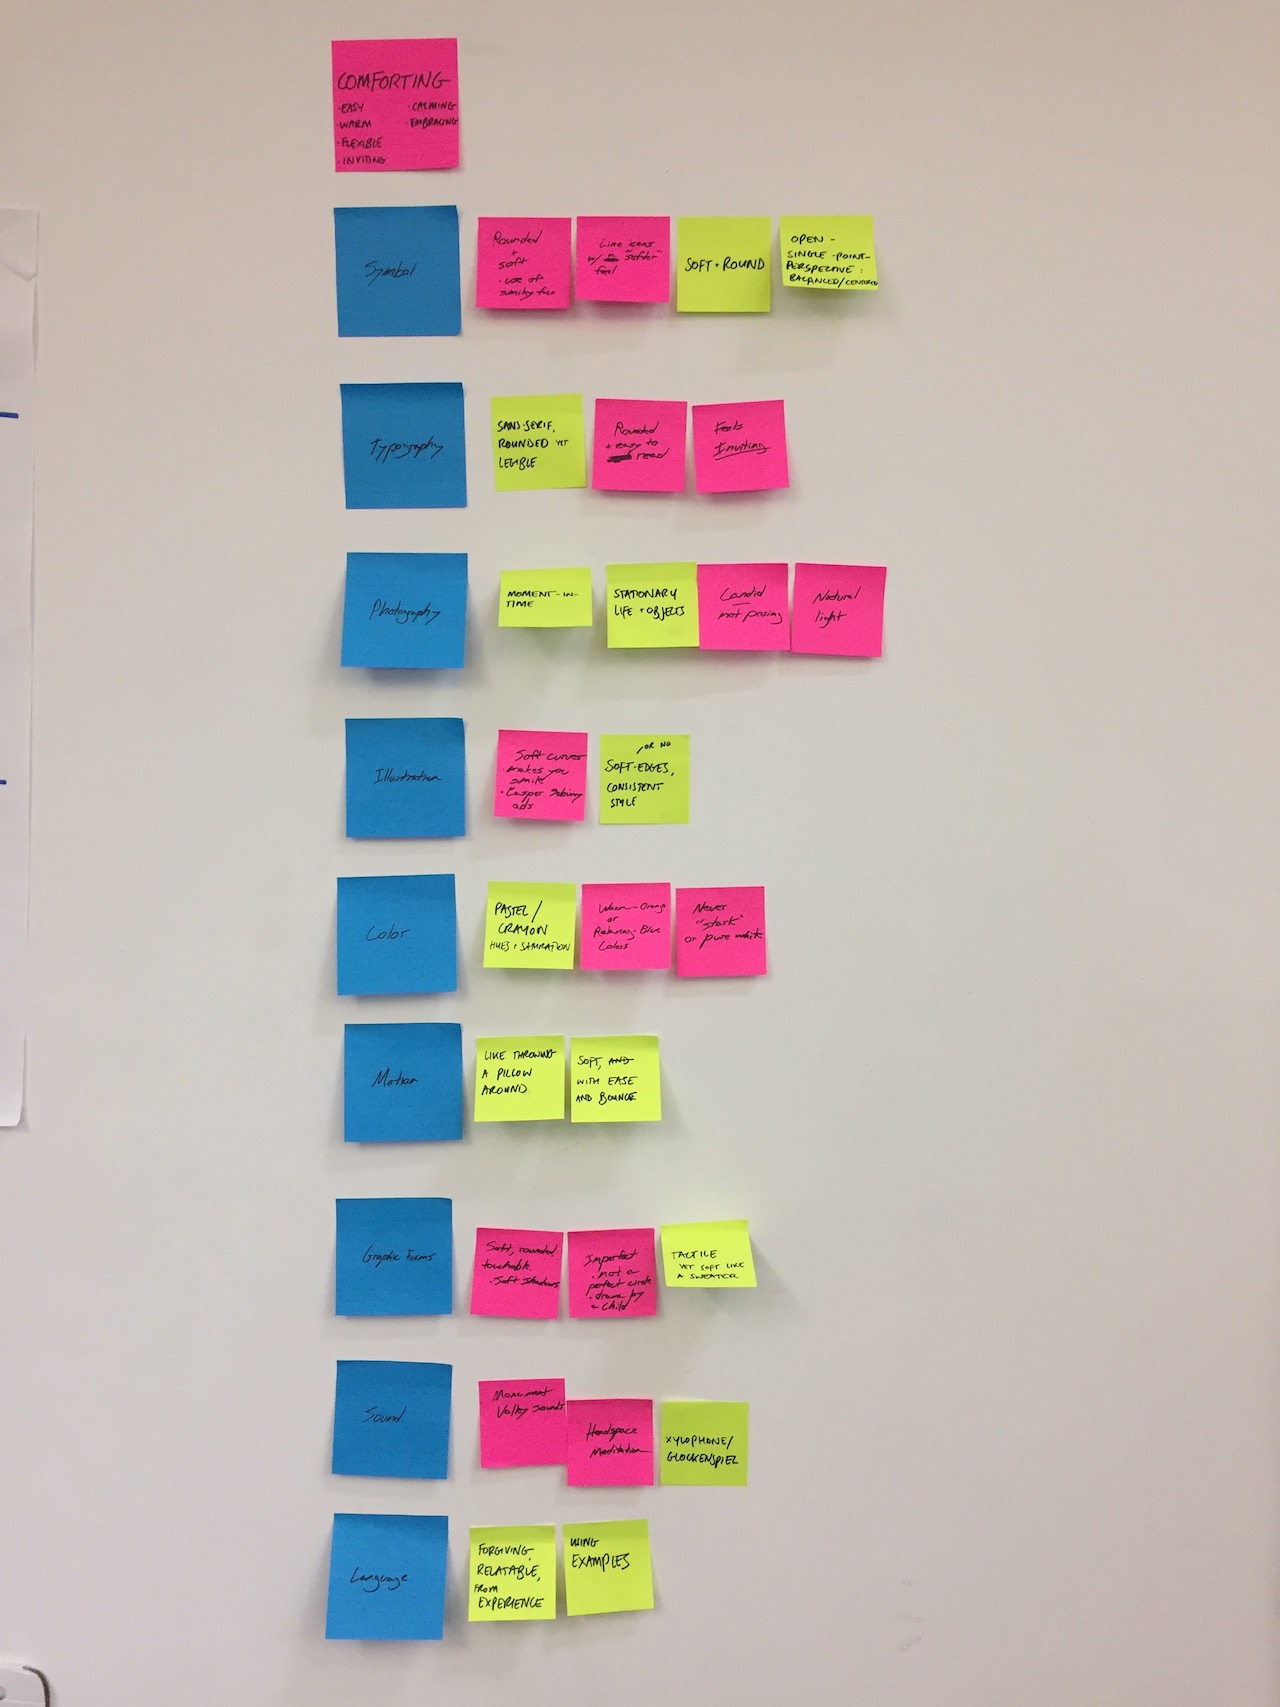 COMFORTING
·EASY ·CALMING
·WARM ·EMBRACING
·FLEXIBLE
·INVITING
Symbol
Rounded
+
soft
· use of
smiley face
Line icons
w/ "softer"
feel
SOFT + ROUND
OPEN -
SINGLE-POINT-
PERSPECTIVE;
BALANCED/CENTERED
Typography
SANS-SERIF,
ROUNDED YET
LEGIBLE
Rounded
+ easy to
read
Feels
Inviting
Photography
MOMENT-IN-
TIME
STATIONARY
LIFE + OBJECTS
Candid
not posing
Natural
light
Illustration
Soft curves
· makes you
smile
· Casper
ads
, OR NO
SOFT-EDGES,
CONSISTENT
STYLE
Color
PASTEL/
CRAYON
HUES + SATURATION
Warm-Orange
or
Relaxing-Blue
Colors
Never
"stark"
or pure white
Motion
LIKE THROWING
A PILLOW
AROUND
SOFT, AND
WITH EASE
AND BOUNCE
Graphic Forms
Soft, rounded,
touchable
· Soft shadows
Imperfect
· not a
perfect circle
· drawn by
a child
TACTILE
YET SOFT LIKE
A SWEATER
Sound
Monument
Valley sounds
Headspace
Meditation
XYLOPHONE/
GLOCKENSPIEL
Language
FORGIVING,
RELATABLE,
FROM
EXPERIENCE
USING
EXAMPLES